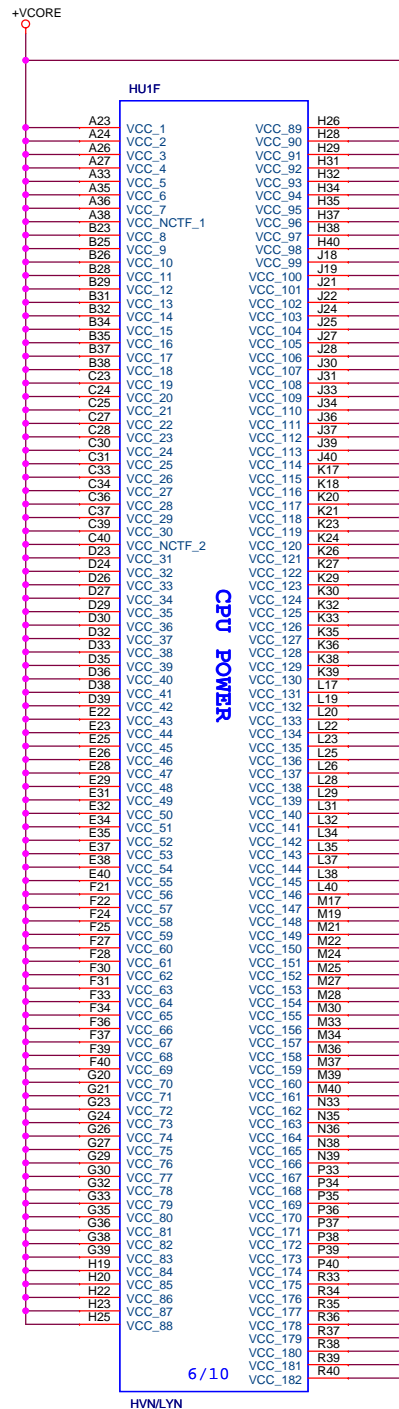 +VCORE
HU1F
A23 VCC_1
A24 VCC_2
A26 VCC_3
A27 VCC_4
A33 VCC_5
A35 VCC_6
A36 VCC_7
A38 VCC_NCTF_1
B23 VCC_8
B25 VCC_9
B26 VCC_10
B28 VCC_11
B29 VCC_12
B31 VCC_13
B32 VCC_14
B34 VCC_15
B35 VCC_16
B37 VCC_17
B38 VCC_18
C23 VCC_19
C24 VCC_20
C25 VCC_21
C27 VCC_22
C28 VCC_23
C30 VCC_24
C31 VCC_25
C33 VCC_26
C34 VCC_27
C36 VCC_28
C37 VCC_29
C39 VCC_30
C40 VCC_NCTF_2
D23 VCC_31
D24 VCC_32
D26 VCC_33
D27 VCC_34
D29 VCC_35
D30 VCC_36
D32 VCC_37
D33 VCC_38
D35 VCC_39
D36 VCC_40
D38 VCC_41
D39 VCC_42
E22 VCC_43
E23 VCC_44
E25 VCC_45
E26 VCC_46
E28 VCC_47
E29 VCC_48
E31 VCC_49
E32 VCC_50
E34 VCC_51
E35 VCC_52
E37 VCC_53
E38 VCC_54
E40 VCC_55
F21 VCC_56
F22 VCC_57
F24 VCC_58
F25 VCC_59
F27 VCC_60
F28 VCC_61
F30 VCC_62
F31 VCC_63
F33 VCC_64
F34 VCC_65
F36 VCC_66
F37 VCC_67
F39 VCC_68
F40 VCC_69
G20 VCC_70
G21 VCC_71
G23 VCC_72
G24 VCC_73
G26 VCC_74
G27 VCC_75
G29 VCC_76
G30 VCC_77
G32 VCC_78
G33 VCC_79
G35 VCC_80
G36 VCC_81
G38 VCC_82
G39 VCC_83
H19 VCC_84
H20 VCC_85
H22 VCC_86
H23 VCC_87
H25 VCC_88
CPU POWER
VCC_89 H26
VCC_90 H28
VCC_91 H29
VCC_92 H31
VCC_93 H32
VCC_94 H34
VCC_95 H35
VCC_96 H37
VCC_97 H38
VCC_98 H40
VCC_99 J18
VCC_100 J19
VCC_101 J21
VCC_102 J22
VCC_103 J24
VCC_104 J25
VCC_105 J27
VCC_106 J28
VCC_107 J30
VCC_108 J31
VCC_109 J33
VCC_110 J34
VCC_111 J36
VCC_112 J37
VCC_113 J39
VCC_114 J40
VCC_115 K17
VCC_116 K18
VCC_117 K20
VCC_118 K21
VCC_119 K23
VCC_120 K24
VCC_121 K26
VCC_122 K27
VCC_123 K29
VCC_124 K30
VCC_125 K32
VCC_126 K33
VCC_127 K35
VCC_128 K36
VCC_129 K38
VCC_130 K39
VCC_131 L17
VCC_132 L19
VCC_133 L20
VCC_134 L22
VCC_135 L23
VCC_136 L25
VCC_137 L26
VCC_138 L28
VCC_139 L29
VCC_140 L31
VCC_141 L32
VCC_142 L34
VCC_143 L35
VCC_144 L37
VCC_145 L38
VCC_146 L40
VCC_147 M17
VCC_148 M19
VCC_149 M21
VCC_150 M22
VCC_151 M24
VCC_152 M25
VCC_153 M27
VCC_154 M28
VCC_155 M30
VCC_156 M33
VCC_157 M34
VCC_158 M36
VCC_159 M37
VCC_160 M39
VCC_161 M40
VCC_162 N33
VCC_163 N35
VCC_164 N36
VCC_165 N38
VCC_166 N39
VCC_167 P33
VCC_168 P34
VCC_169 P35
VCC_170 P36
VCC_171 P37
VCC_172 P38
VCC_173 P39
VCC_174 P40
VCC_175 R33
VCC_176 R34
VCC_177 R35
VCC_178 R36
VCC_179 R37
VCC_180 R38
VCC_181 R39
VCC_182 R40
6/10
HVN/LYN